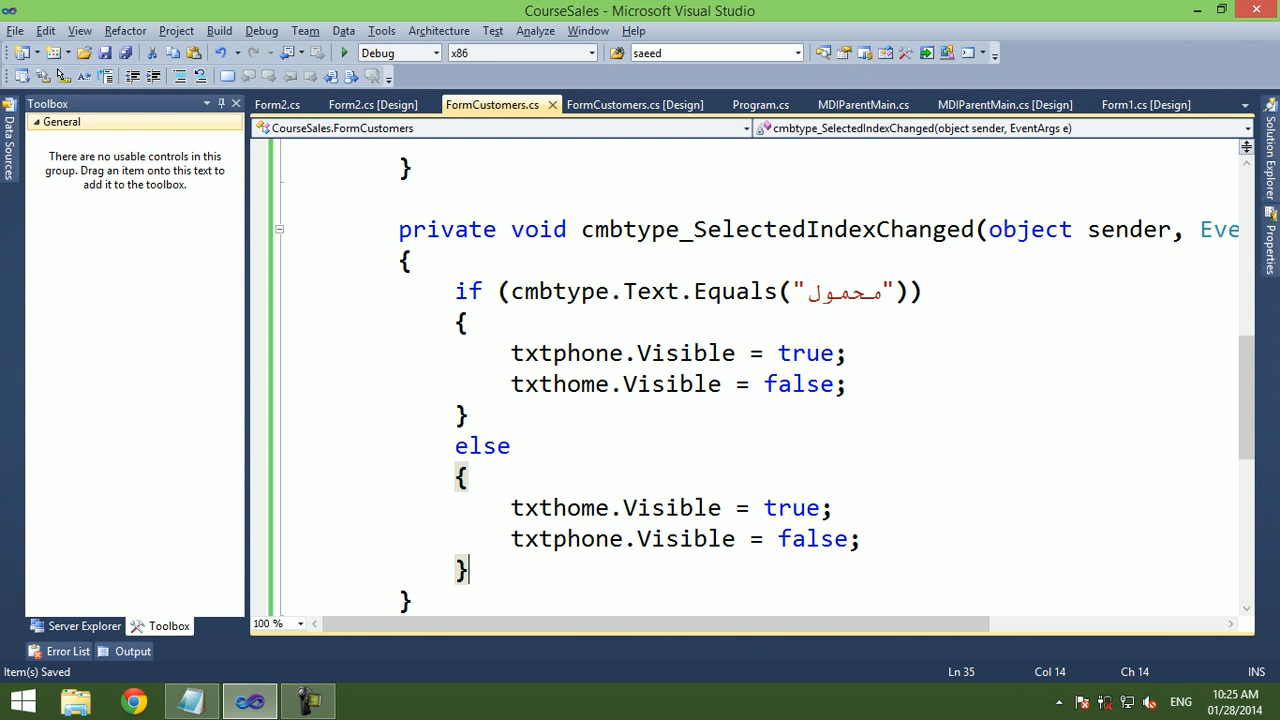 CourseSales - Microsoft Visual Studio
File Edit View Refactor Project Build Debug Team Data Tools Architecture Test Analyze Window Help
Debug x86 saeed
Toolbox
General
There are no usable controls in this
group. Drag an item onto this text to
add it to the toolbox.
Data Sources
Form2.cs Form2.cs [Design] FormCustomers.cs FormCustomers.cs [Design] Program.cs MDIParentMain.cs MDIParentMain.cs [Design] Form1.cs [Design]
CourseSales.FormCustomers cmbtype_SelectedIndexChanged(object sender, EventArgs e)
}
private void cmbtype_SelectedIndexChanged(object sender, Eve
{
if (cmbtype.Text.Equals("محمول"))
{
txtphone.Visible = true;
txthome.Visible = false;
}
else
{
txthome.Visible = true;
txtphone.Visible = false;
}
}
Solution Explorer
Properties
100 %
Server Explorer Toolbox
Error List Output
Item(s) Saved Ln 35 Col 14 Ch 14 INS
ENG
10:25 AM
01/28/2014